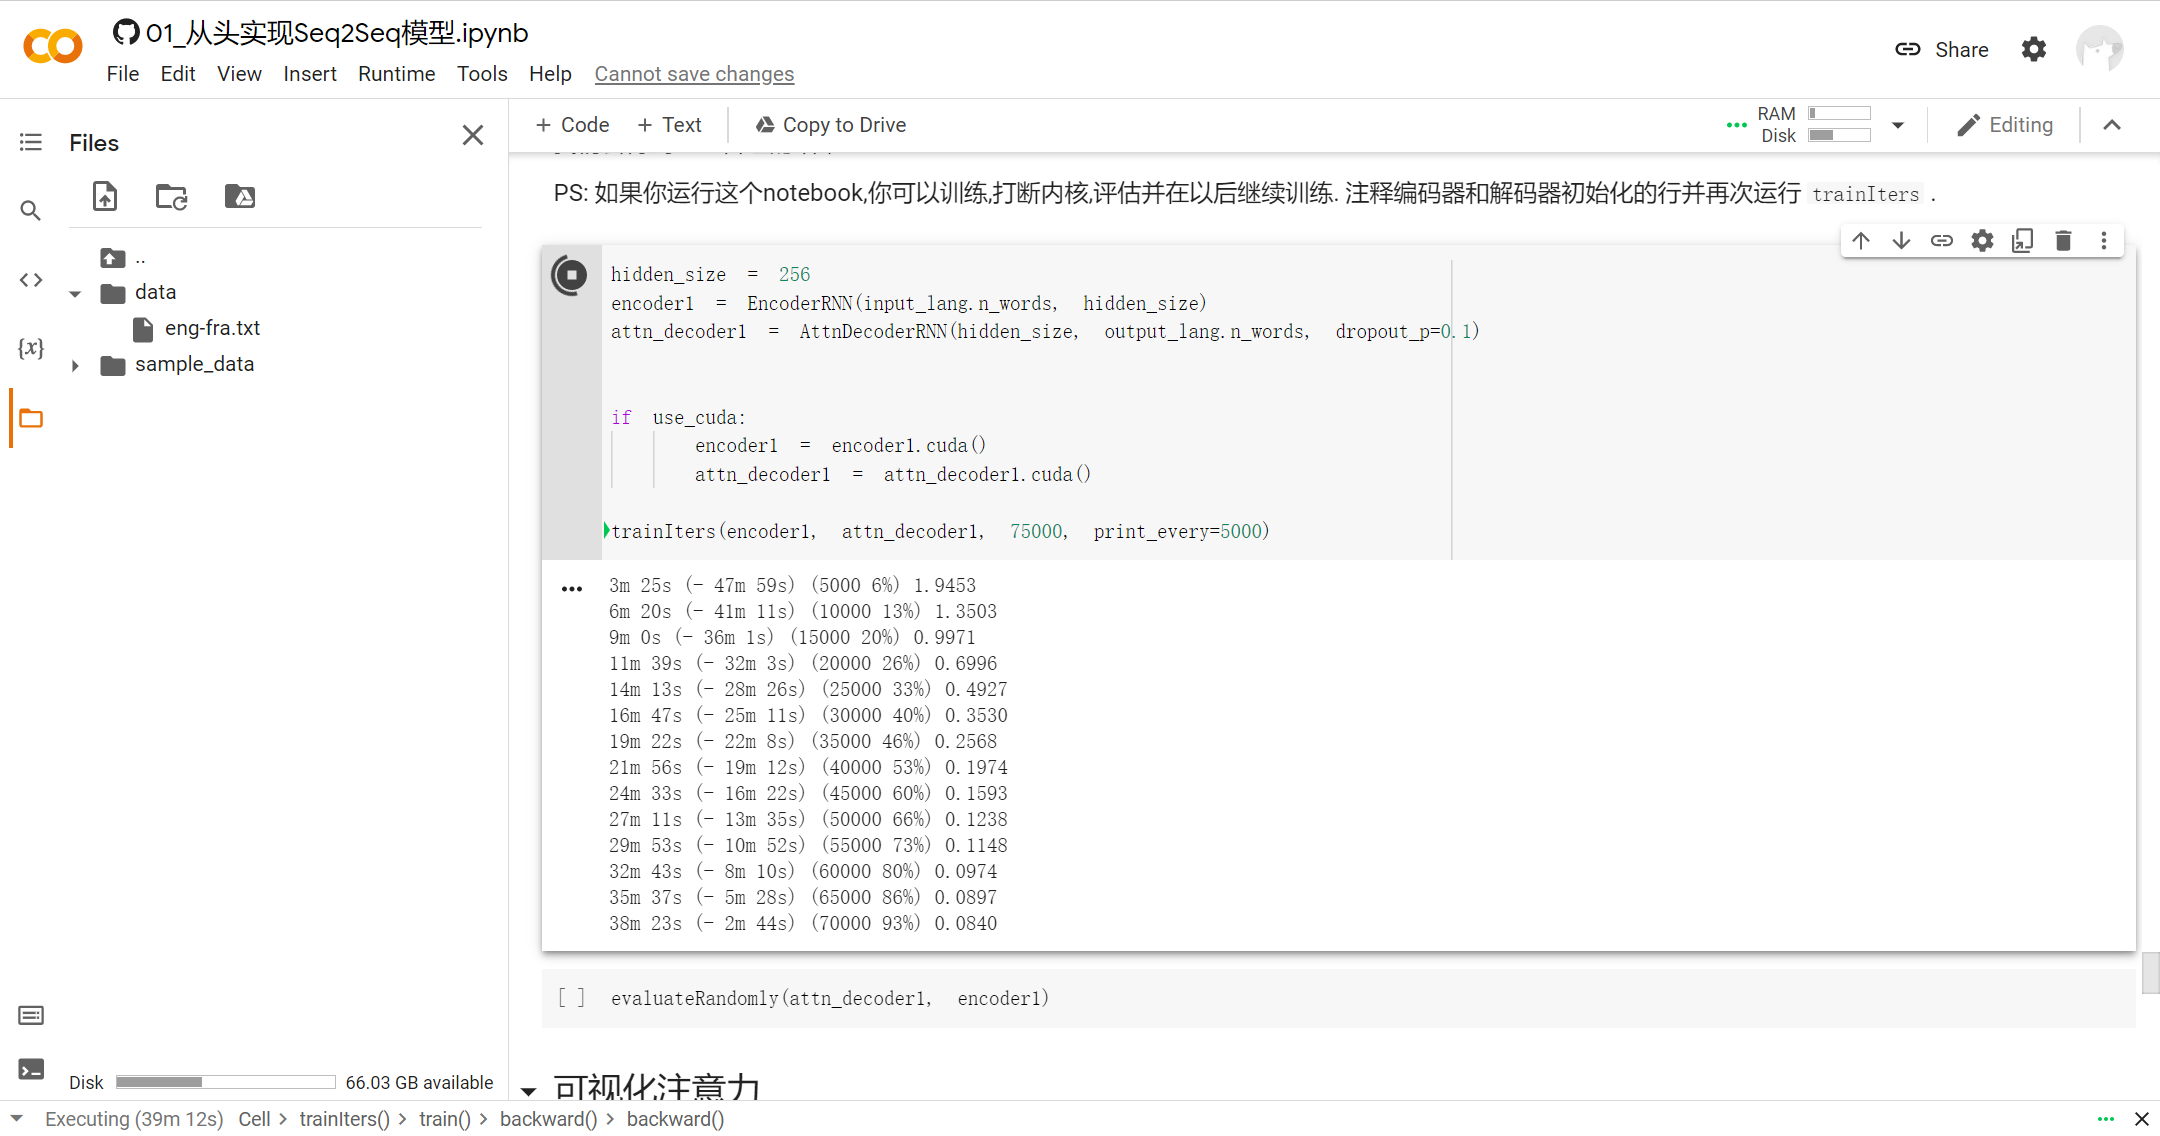 01_从头实现Seq2Seq模型.ipynb
File Edit View Insert Runtime Tools Help Cannot save changes
Share
Files
+ Code + Text Copy to Drive
RAM
Disk
Editing
..
data
eng-fra.txt
sample_data
{x}
PS: 如果你运行这个notebook,你可以训练,打断内核,评估并在以后继续训练. 注释编码器和解码器初始化的行并再次运行 trainIters .
hidden_size = 256
encoder1 = EncoderRNN(input_lang.n_words, hidden_size)
attn_decoder1 = AttnDecoderRNN(hidden_size, output_lang.n_words, dropout_p=0.1)
if use_cuda:
encoder1 = encoder1.cuda()
attn_decoder1 = attn_decoder1.cuda()
trainIters(encoder1, attn_decoder1, 75000, print_every=5000)
3m 25s (- 47m 59s) (5000 6%) 1.9453
6m 20s (- 41m 11s) (10000 13%) 1.3503
9m 0s (- 36m 1s) (15000 20%) 0.9971
11m 39s (- 32m 3s) (20000 26%) 0.6996
14m 13s (- 28m 26s) (25000 33%) 0.4927
16m 47s (- 25m 11s) (30000 40%) 0.3530
19m 22s (- 22m 8s) (35000 46%) 0.2568
21m 56s (- 19m 12s) (40000 53%) 0.1974
24m 33s (- 16m 22s) (45000 60%) 0.1593
27m 11s (- 13m 35s) (50000 66%) 0.1238
29m 53s (- 10m 52s) (55000 73%) 0.1148
32m 43s (- 8m 10s) (60000 80%) 0.0974
35m 37s (- 5m 28s) (65000 86%) 0.0897
38m 23s (- 2m 44s) (70000 93%) 0.0840
[ ] evaluateRandomly(attn_decoder1, encoder1)
可视化注意力
Disk 66.03 GB available
Executing (39m 12s) Cell > trainIters() > train() > backward() > backward()